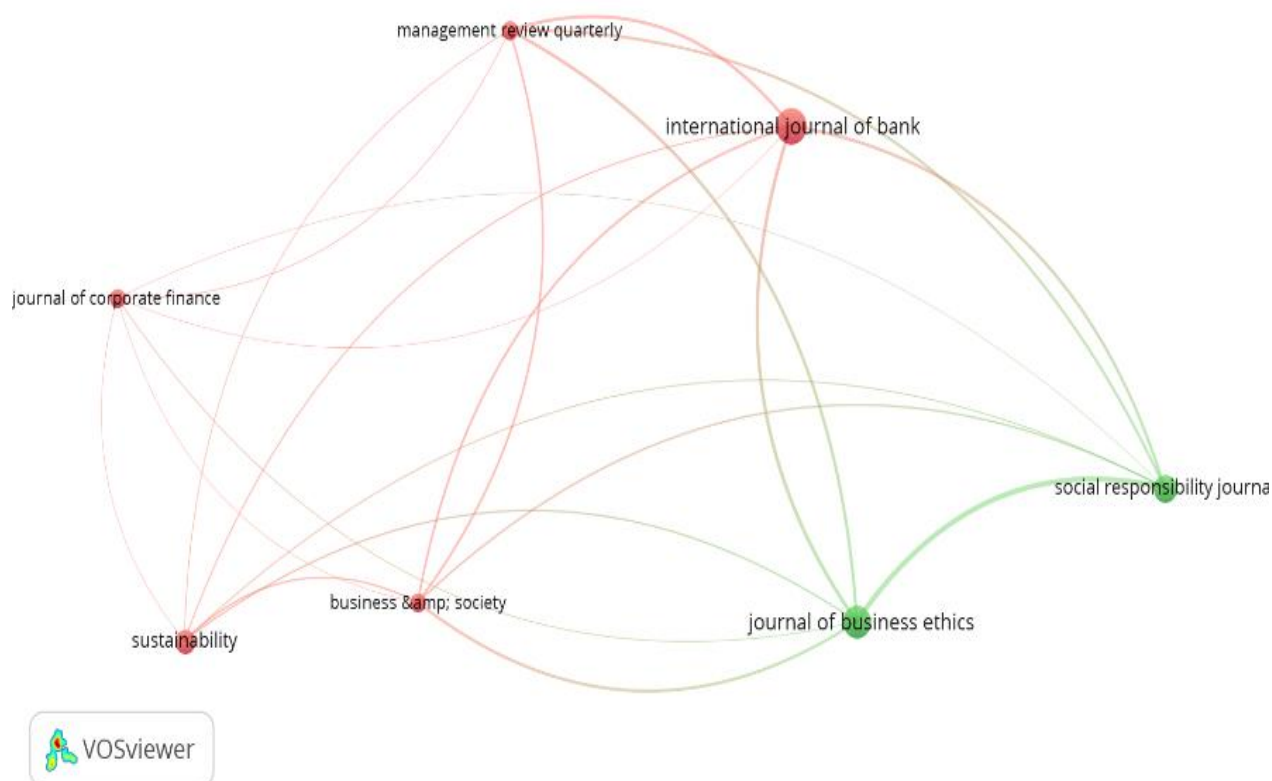 management review quarterly
international journal of bank
journal of corporate finance
social responsibility journa
business &amp; society
journal of business ethics
sustainability
VOSviewer